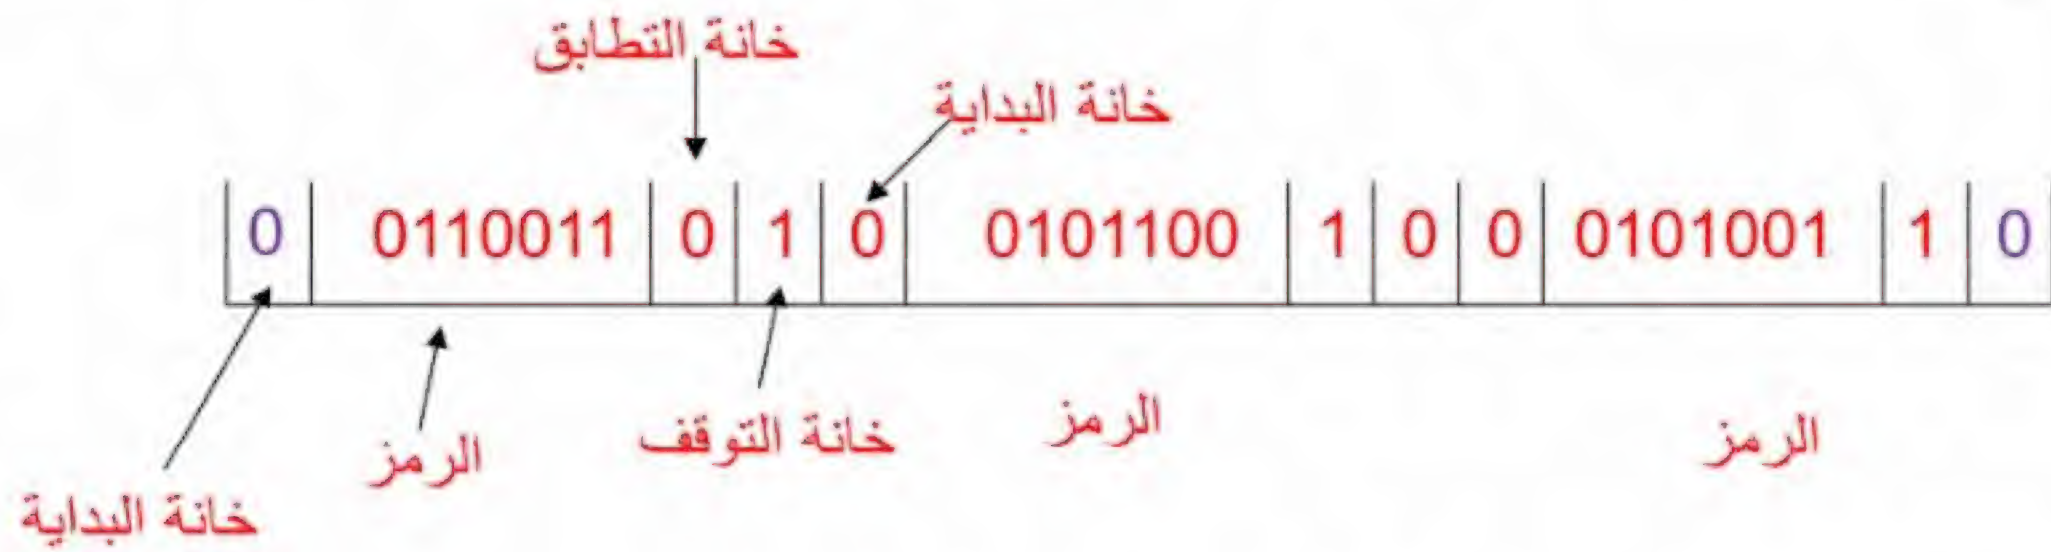 خانة التطابق
خانة البداية
0 0110011 0 1 0 0101100 1 0 0 0101001 1 0
الرمز
الرمز
خانة التوقف
الرمز
خانة البداية